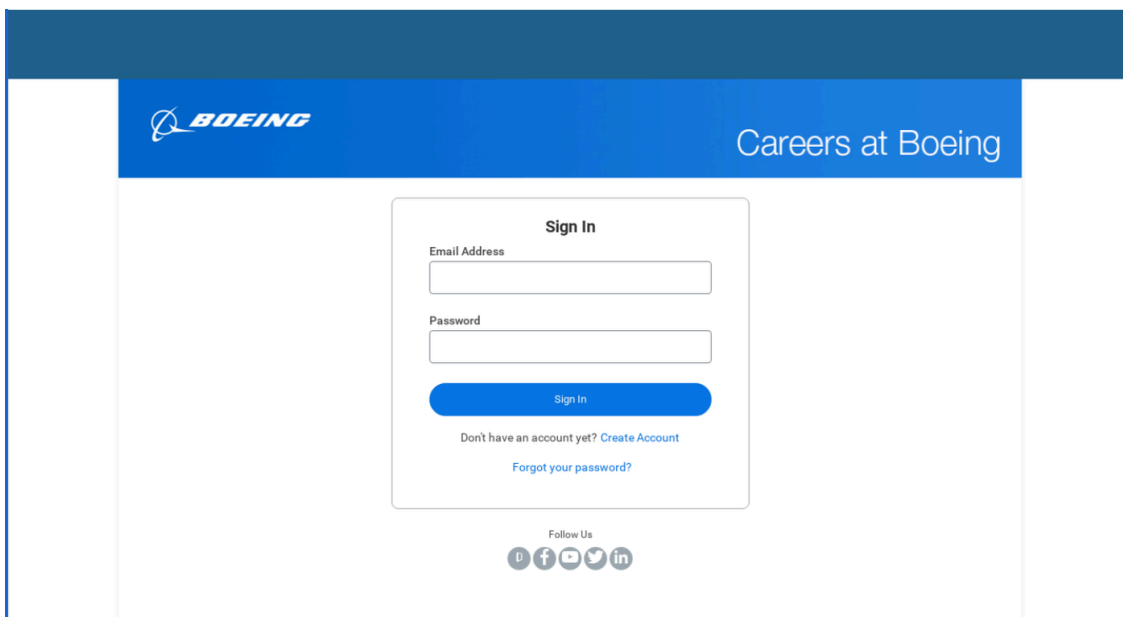 BOEING
Careers at Boeing
Sign In
Email Address
Password
Sign In
Don't have an account yet? Create Account
Forgot your password?
Follow Us